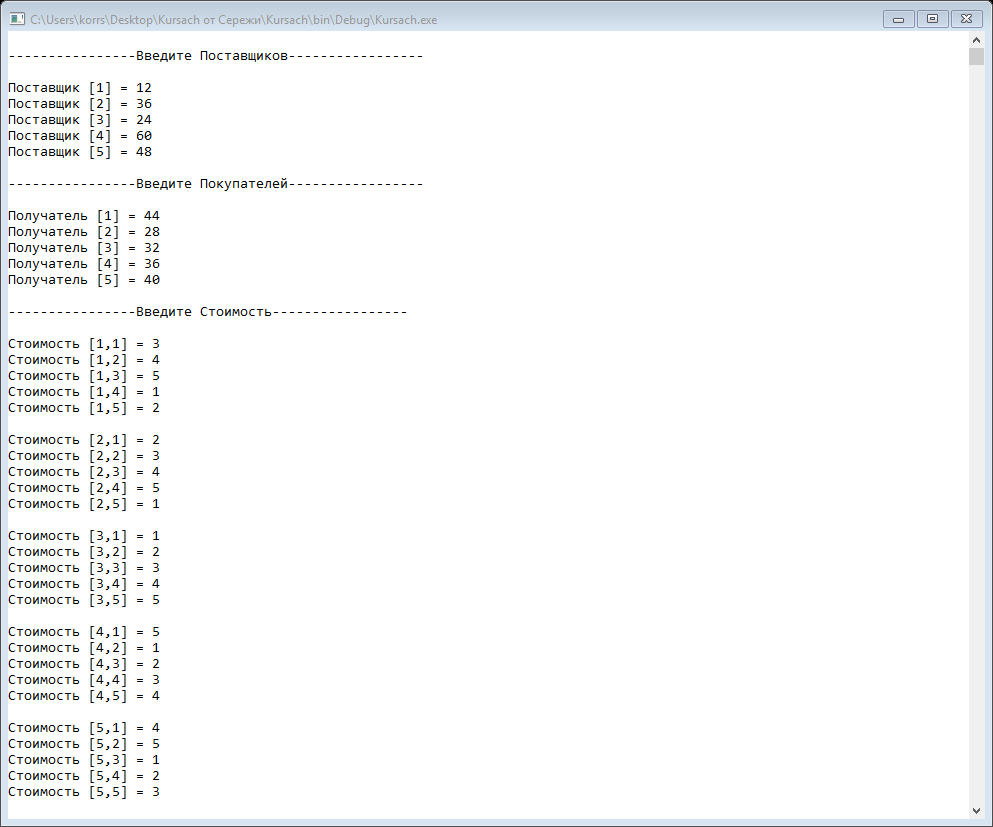 C:\Users\korrs\Desktop\Kursach от Сережи\Kursach\bin\Debug\Kursach.exe
----------------Введите Поставщиков-----------------
Поставщик [1] = 12
Поставщик [2] = 36
Поставщик [3] = 24
Поставщик [4] = 60
Поставщик [5] = 48
----------------Введите Покупателей-----------------
Получатель [1] = 44
Получатель [2] = 28
Получатель [3] = 32
Получатель [4] = 36
Получатель [5] = 40
----------------Введите Стоимость-----------------
Стоимость [1,1] = 3
Стоимость [1,2] = 4
Стоимость [1,3] = 5
Стоимость [1,4] = 1
Стоимость [1,5] = 2
Стоимость [2,1] = 2
Стоимость [2,2] = 3
Стоимость [2,3] = 4
Стоимость [2,4] = 5
Стоимость [2,5] = 1
Стоимость [3,1] = 1
Стоимость [3,2] = 2
Стоимость [3,3] = 3
Стоимость [3,4] = 4
Стоимость [3,5] = 5
Стоимость [4,1] = 5
Стоимость [4,2] = 1
Стоимость [4,3] = 2
Стоимость [4,4] = 3
Стоимость [4,5] = 4
Стоимость [5,1] = 4
Стоимость [5,2] = 5
Стоимость [5,3] = 1
Стоимость [5,4] = 2
Стоимость [5,5] = 3